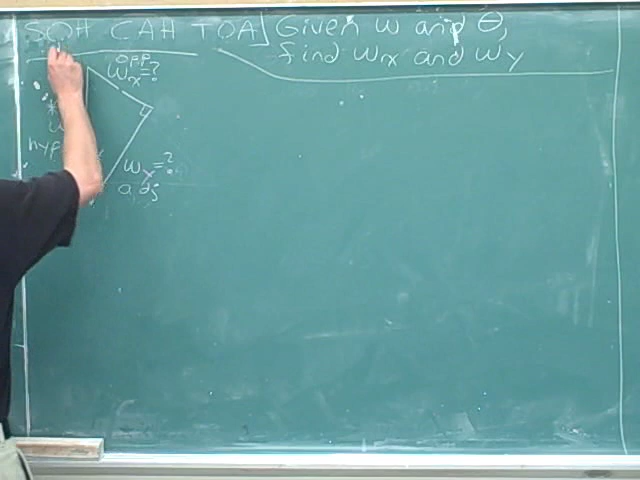 SOH CAH TOA
Given w and θ,
find wx and wy
opp
wx=?
*
w
hyp
wy=?
adj